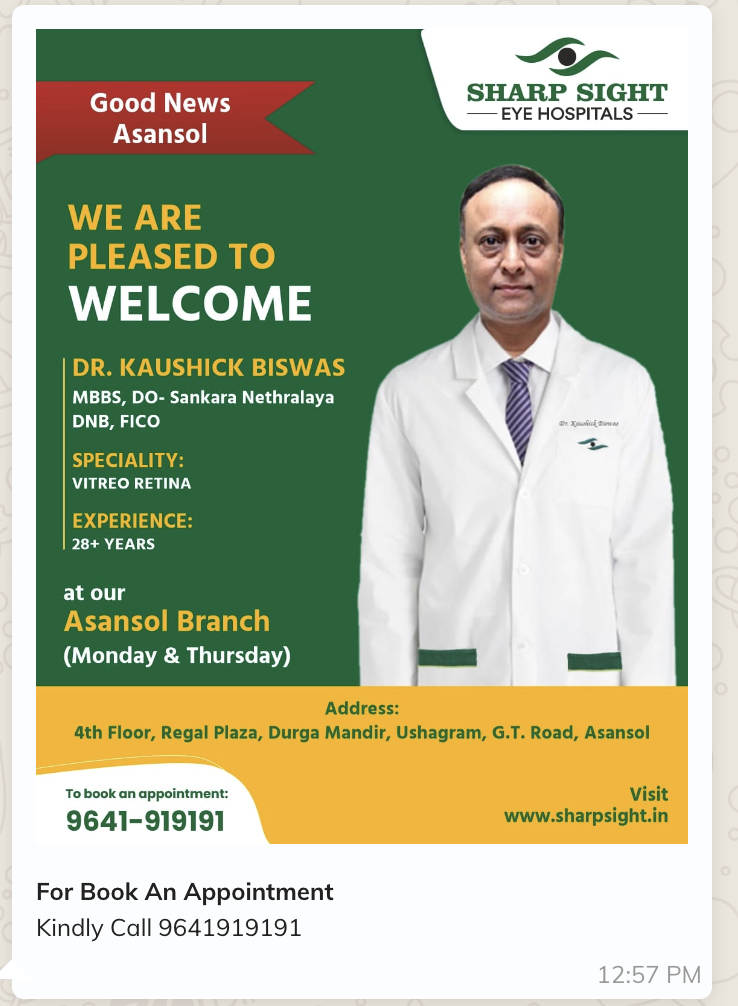 Good News
Asansol
SHARP SIGHT
EYE HOSPITALS
WE ARE
PLEASED TO
WELCOME
DR. KAUSHICK BISWAS
MBBS, DO- Sankara Nethralaya
DNB, FICO
SPECIALITY:
VITREO RETINA
EXPERIENCE:
28+ YEARS
Dr. Kaushick Biswas
at our
Asansol Branch
(Monday & Thursday)
Address:
4th Floor, Regal Plaza, Durga Mandir, Ushagram, G.T. Road, Asansol
To book an appointment:
9641-919191
Visit
www.sharpsight.in
For Book An Appointment
Kindly Call 9641919191
12:57 PM